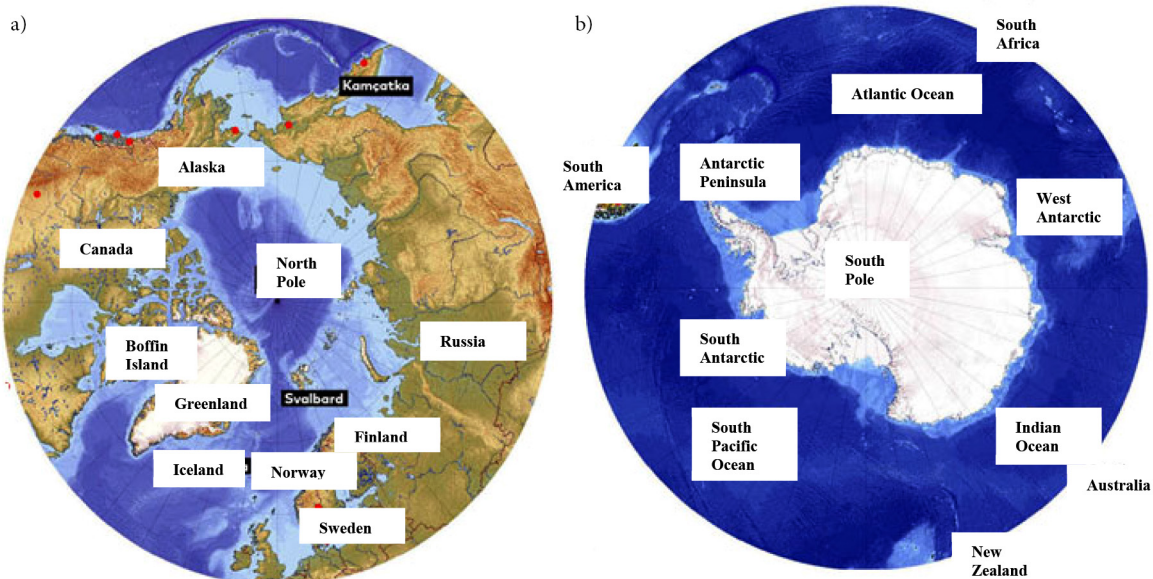 a)
Kamçatka
Alaska
Canada
North
Pole
Boffin
Island
Russia
Svalbard
Greenland
Finland
Iceland
Norway
Sweden
b)
South
Africa
Atlantic Ocean
South
America
Antarctic
Peninsula
West
Antarctic
South
Pole
South
Antarctic
South
Pacific
Ocean
Indian
Ocean
Australia
New
Zealand